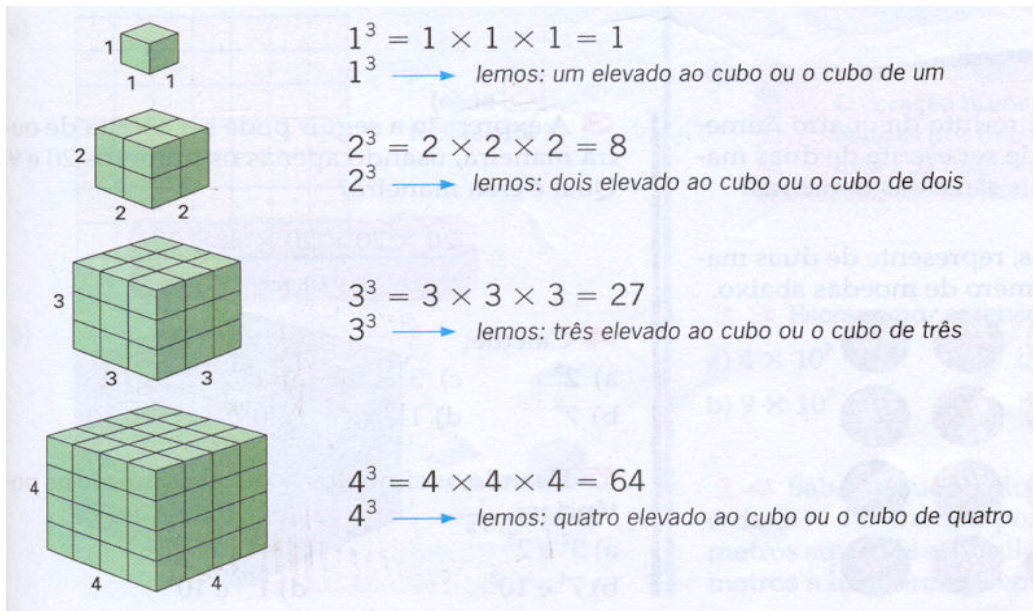 1
1 1
1³ = 1 × 1 × 1 = 1
1³ → lemos: um elevado ao cubo ou o cubo de um
2
2 2
2³ = 2 × 2 × 2 = 8
2³ → lemos: dois elevado ao cubo ou o cubo de dois
3
3 3
3³ = 3 × 3 × 3 = 27
3³ → lemos: três elevado ao cubo ou o cubo de três
4
4 4
4³ = 4 × 4 × 4 = 64
4³ → lemos: quatro elevado ao cubo ou o cubo de quatro